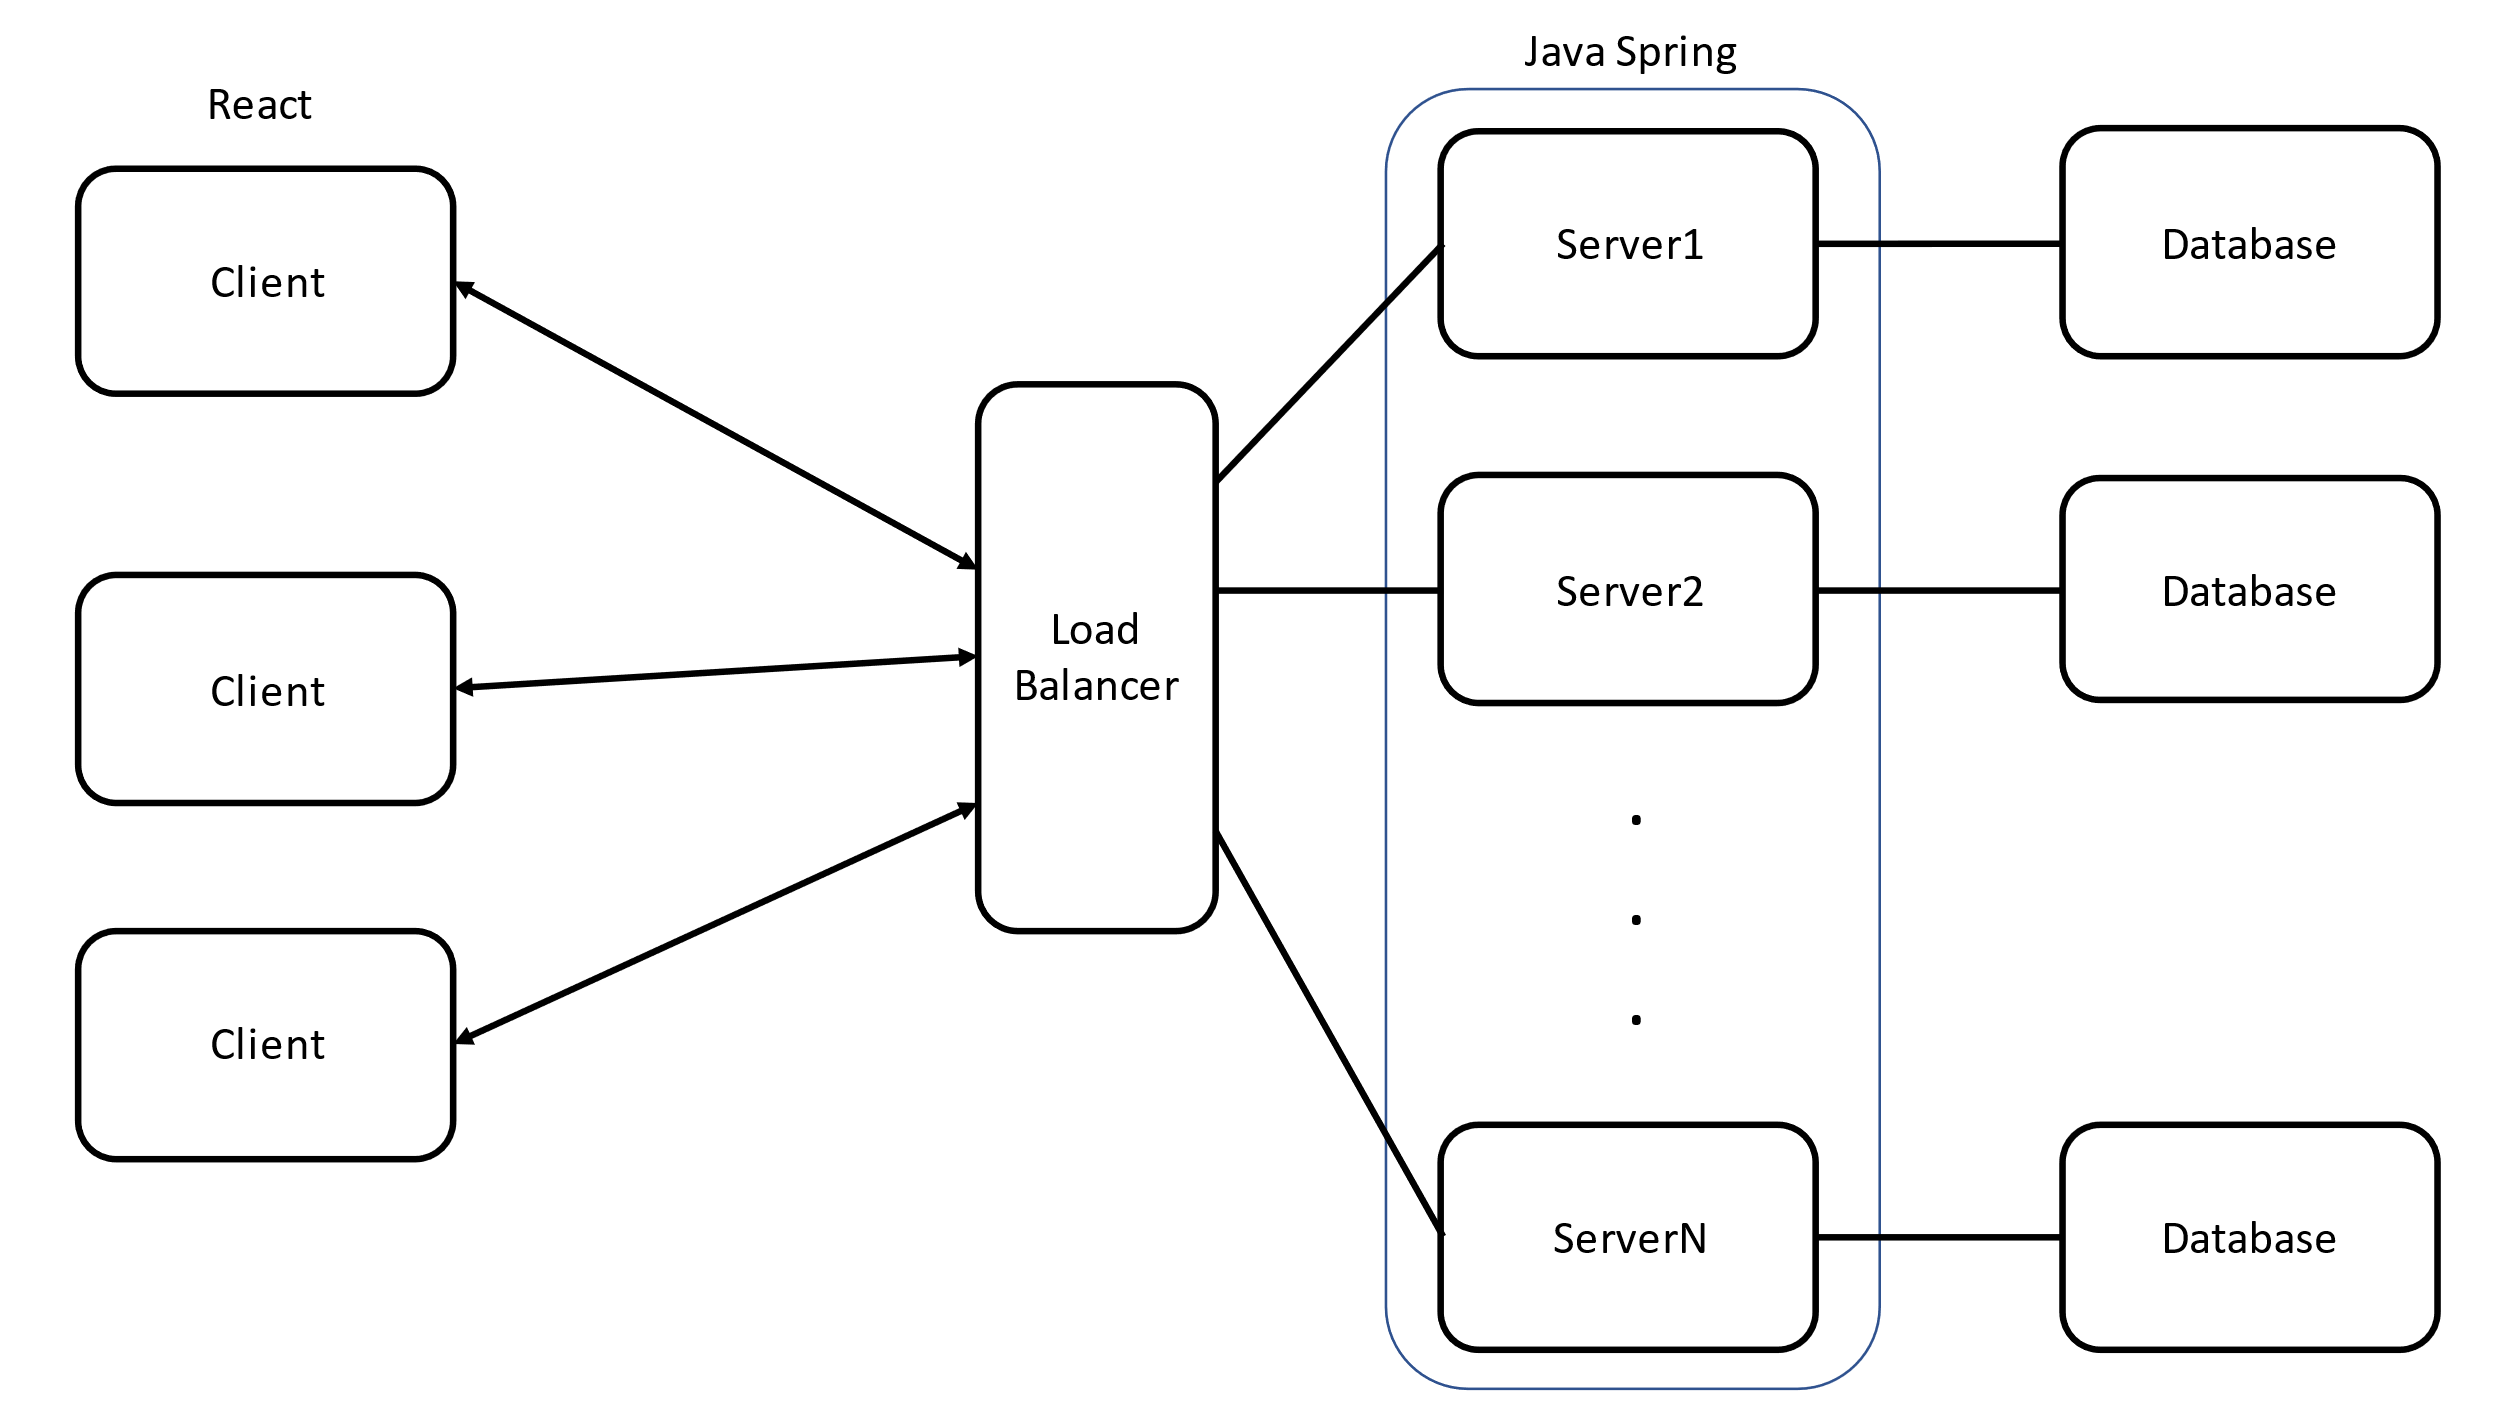 React
Java Spring
Client
Client
Client
Load
Balancer
Server1
Server2
.
.
.
ServerN
Database
Database
Database